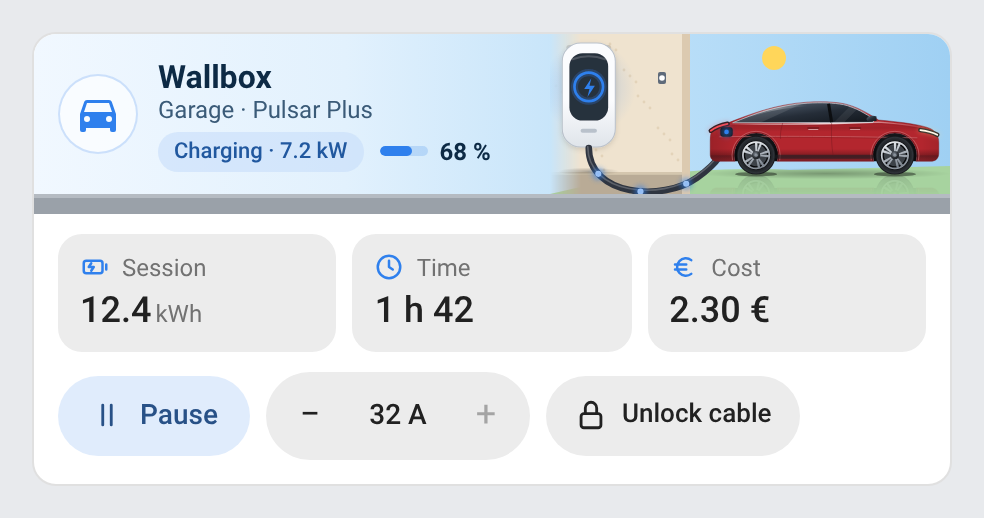 Wallbox
Garage · Pulsar Plus
Charging · 7.2 kW
68 %
Session
12.4 kWh
Time
1 h 42
Cost
2.30 €
Pause
− 32 A +
Unlock cable